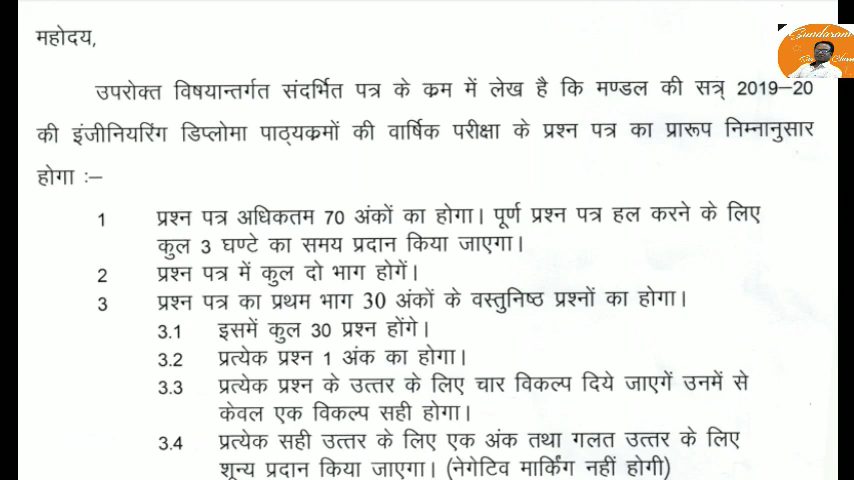 महोदय,
उपरोक्त विषयान्तर्गत संदर्भित पत्र के क्रम में लेख है कि मण्डल की सत्र् 2019–20
की इंजीनियरिंग डिप्लोमा पाठ्यक्रमों की वार्षिक परीक्षा के प्रश्न पत्र का प्रारूप निम्नानुसार
होगा :–
1 प्रश्न पत्र अधिकतम 70 अंकों का होगा। पूर्ण प्रश्न पत्र हल करने के लिए
कुल 3 घण्टे का समय प्रदान किया जाएगा।
2 प्रश्न पत्र में कुल दो भाग होगें।
3 प्रश्न पत्र का प्रथम भाग 30 अंकों के वस्तुनिष्ठ प्रश्नों का होगा।
3.1 इसमें कुल 30 प्रश्न होंगे।
3.2 प्रत्येक प्रश्न 1 अंक का होगा।
3.3 प्रत्येक प्रश्न के उत्तर के लिए चार विकल्प दिये जाएगें उनमें से
केवल एक विकल्प सही होगा।
3.4 प्रत्येक सही उत्तर के लिए एक अंक तथा गलत उत्तर के लिए
शून्य प्रदान किया जाएगा। (नेगेटिव मार्किंग नहीं होगी)
Sundarani